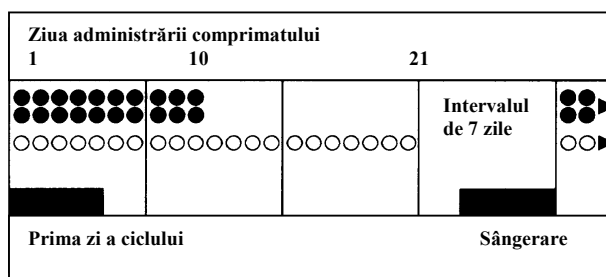 Ziua administrării comprimatului
1 10 21
Intervalul
de 7 zile
Prima zi a ciclului Sângerare